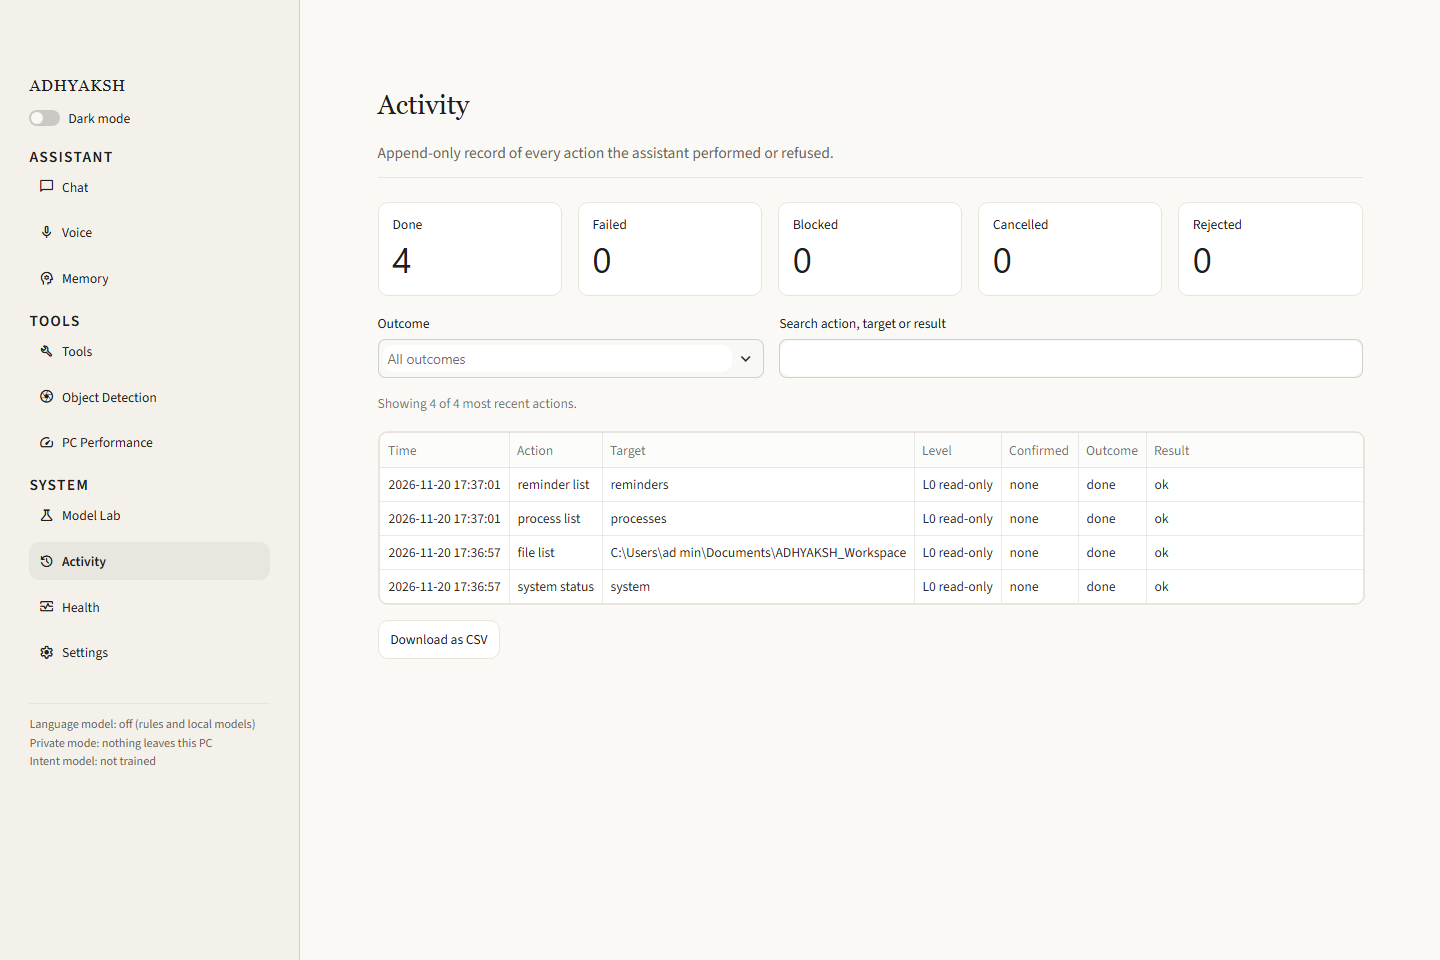 ADHYAKSH
Dark mode
ASSISTANT
Chat
Voice
Memory
TOOLS
Tools
Object Detection
PC Performance
SYSTEM
Model Lab
Activity
Health
Settings
Language model: off (rules and local models)
Private mode: nothing leaves this PC
Intent model: not trained
Activity
Append-only record of every action the assistant performed or refused.
Done Failed Blocked Cancelled Rejected
4 0 0 0 0
Outcome Search action, target or result
All outcomes
Showing 4 of 4 most recent actions.
Time Action Target Level Confirmed Outcome Result
2026-11-20 17:37:01 reminder list reminders L0 read-only none done ok
2026-11-20 17:37:01 process list processes L0 read-only none done ok
2026-11-20 17:36:57 file list C:\Users\ad min\Documents\ADHYAKSH_Workspace L0 read-only none done ok
2026-11-20 17:36:57 system status system L0 read-only none done ok
Download as CSV